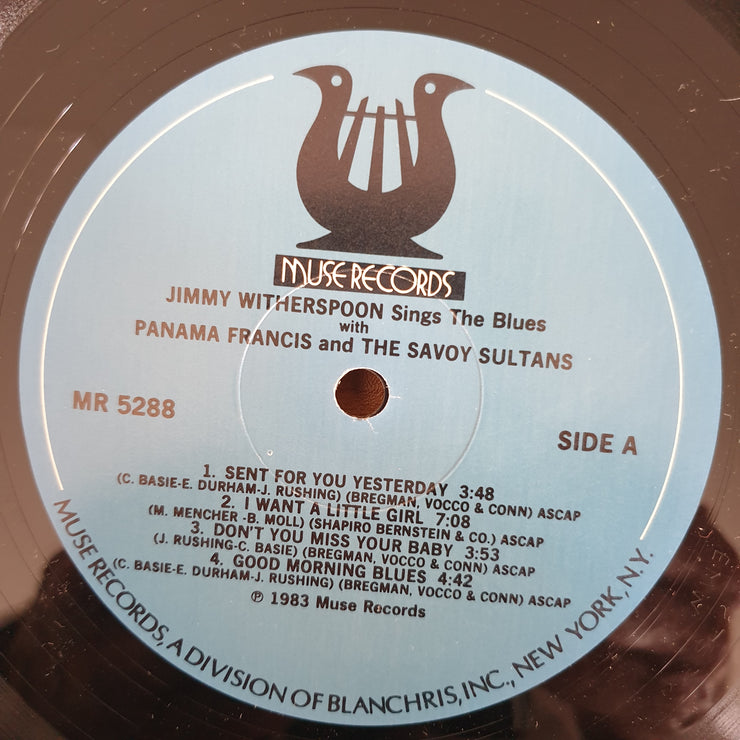 MUSE RECORDS
JIMMY WITHERSPOON Sings The Blues
with
PANAMA FRANCIS and THE SAVOY SULTANS
MR 5288
SIDE A
1. SENT FOR YOU YESTERDAY 3:48
(C. BASIE-E. DURHAM-J. RUSHING) (BREGMAN, VOCCO & CONN) ASCAP
2. I WANT A LITTLE GIRL 7:08
(M. MENCHER -B. MOLL) (SHAPIRO BERNSTEIN & CO.) ASCAP
3. DON'T YOU MISS YOUR BABY 3:53
(J. RUSHING-C. BASIE) (BREGMAN, VOCCO & CONN) ASCAP
4. GOOD MORNING BLUES 4:42
(C. BASIE-E. DURHAM-J. RUSHING) (BREGMAN, VOCCO & CONN) ASCAP
℗ 1983 Muse Records
MUSE RECORDS, A DIVISION OF BLANCHRIS, INC., NEW YORK, N.Y.